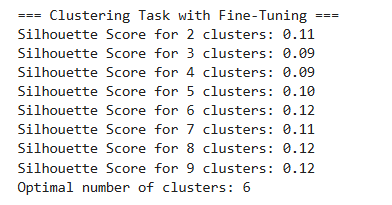 === Clustering Task with Fine-Tuning ===
Silhouette Score for 2 clusters: 0.11
Silhouette Score for 3 clusters: 0.09
Silhouette Score for 4 clusters: 0.09
Silhouette Score for 5 clusters: 0.10
Silhouette Score for 6 clusters: 0.12
Silhouette Score for 7 clusters: 0.11
Silhouette Score for 8 clusters: 0.12
Silhouette Score for 9 clusters: 0.12
Optimal number of clusters: 6